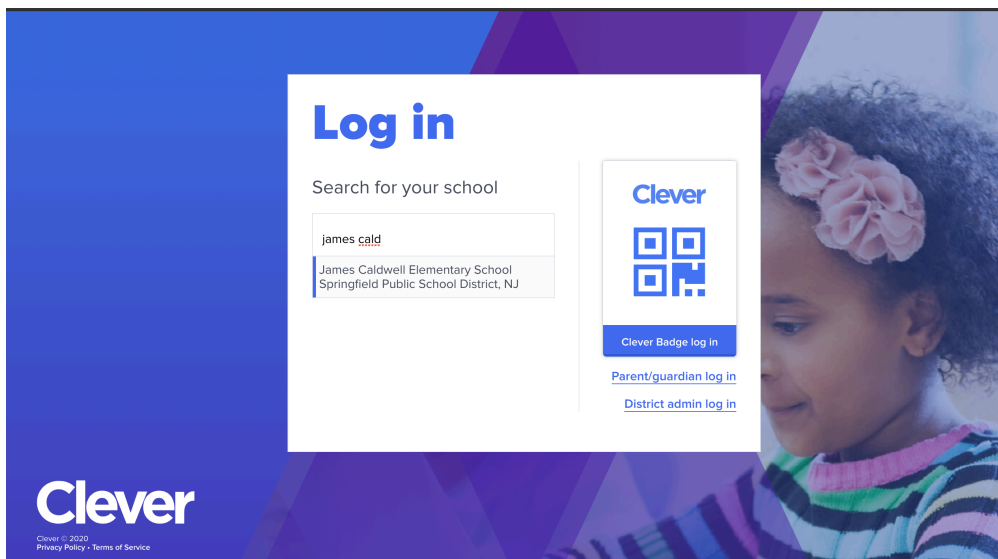 Log in
Search for your school
james cald
James Caldwell Elementary School
Springfield Public School District, NJ
Clever
Clever Badge log in
Parent/guardian log in
District admin log in
Clever
Clever © 2020
Privacy Policy • Terms of Service